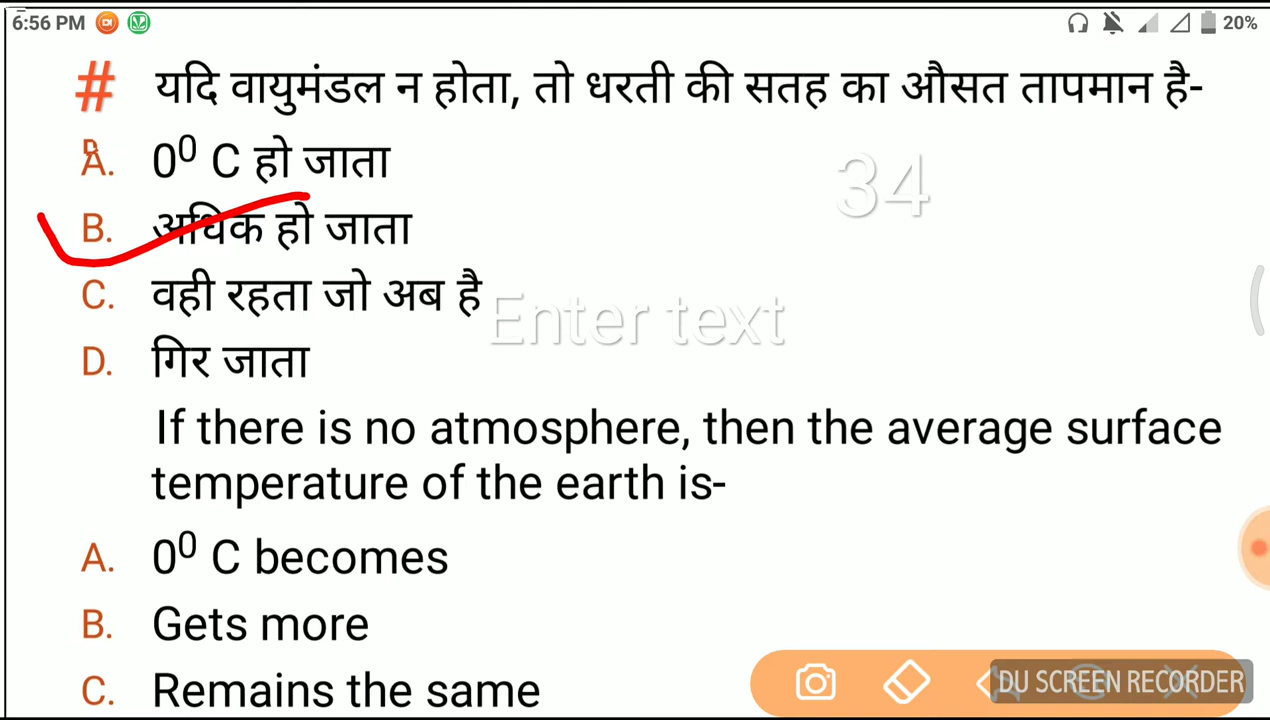 6:56 PM 20%
# यदि वायुमंडल न होता, तो धरती की सतह का औसत तापमान है-
A. 0⁰ C हो जाता
34
B. अधिक हो जाता
C. वही रहता जो अब है
Enter text
D. गिर जाता
If there is no atmosphere, then the average surface
temperature of the earth is-
A. 0⁰ C becomes
B. Gets more
C. Remains the same
DU SCREEN RECORDER